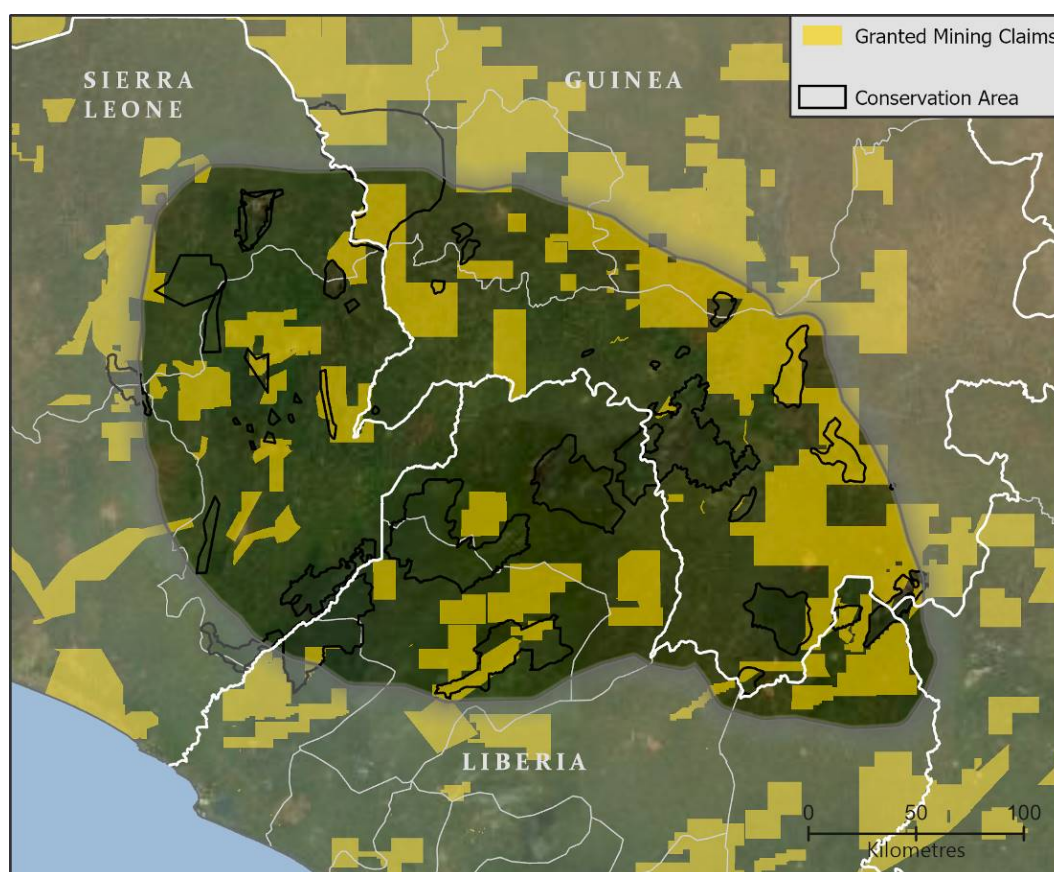 Granted Mining Claims
Conservation Area
SIERRA
LEONE
GUINEA
LIBERIA
0 50 100
Kilometres